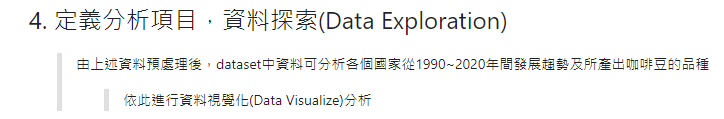 4. 定義分析項目，資料探索(Data Exploration)
由上述資料預處理後，dataset中資料可分析各個國家從1990~2020年間發展趨勢及所產出咖啡豆的品種
依此進行資料視覺化(Data Visualize)分析